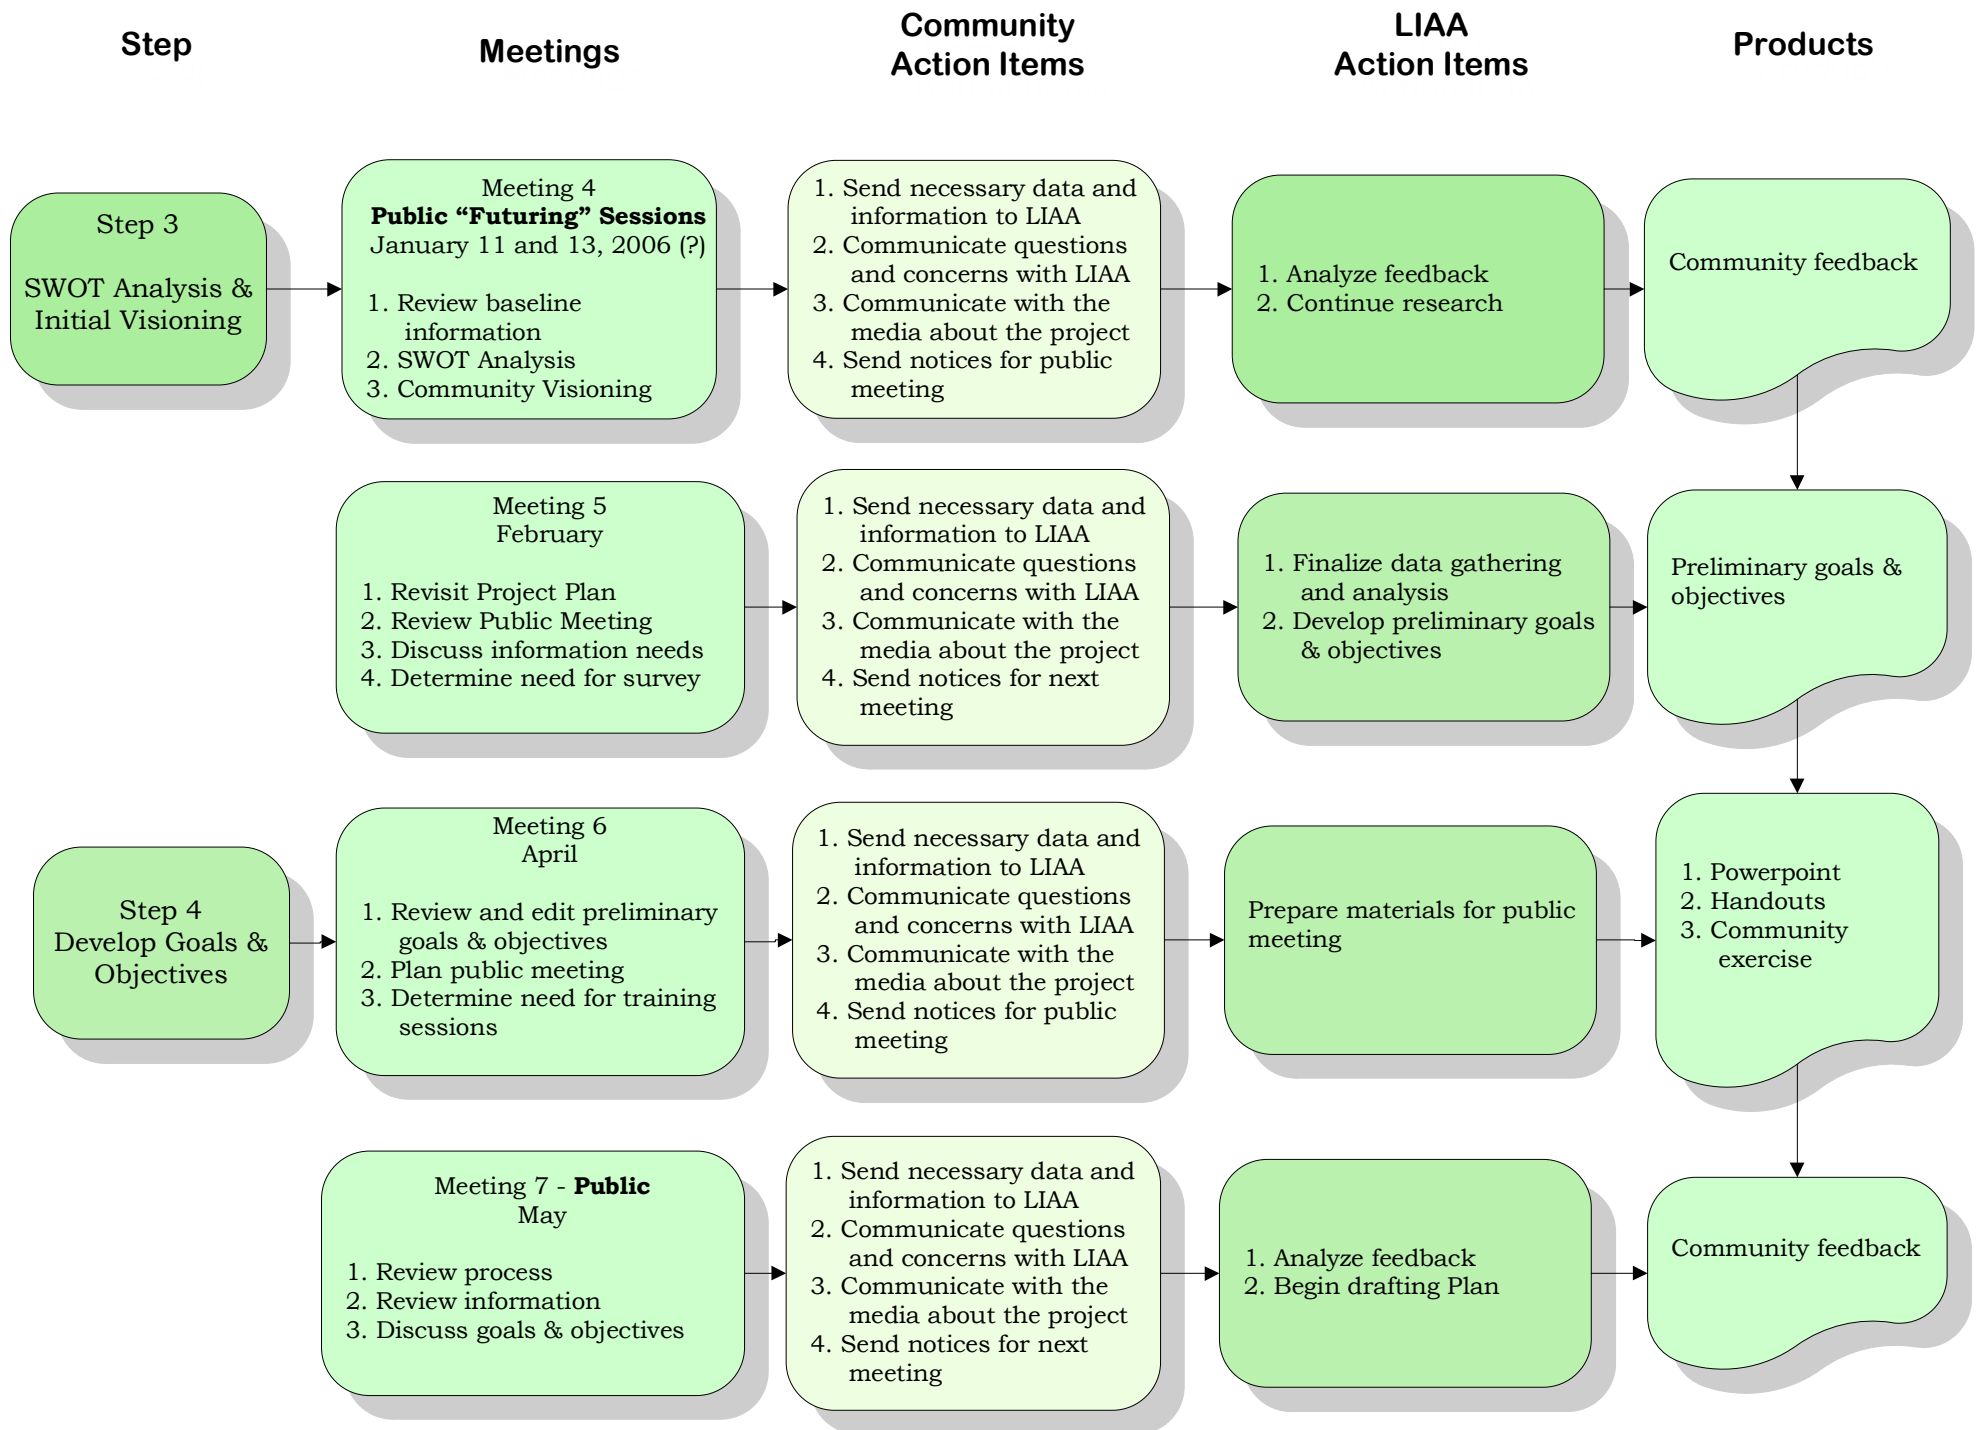 Step
Meetings
Community
Action Items
LIAA
Action Items
Products
Step 3
SWOT Analysis &
Initial Visioning
Meeting 4
Public “Futuring” Sessions
January 11 and 13, 2006 (?)
1. Review baseline
information
2. SWOT Analysis
3. Community Visioning
1. Send necessary data and
information to LIAA
2. Communicate questions
and concerns with LIAA
3. Communicate with the
media about the project
4. Send notices for public
meeting
1. Analyze feedback
2. Continue research
Community feedback
Meeting 5
February
1. Revisit Project Plan
2. Review Public Meeting
3. Discuss information needs
4. Determine need for survey
1. Send necessary data and
information to LIAA
2. Communicate questions
and concerns with LIAA
3. Communicate with the
media about the project
4. Send notices for next
meeting
1. Finalize data gathering
and analysis
2. Develop preliminary goals
& objectives
Preliminary goals &
objectives
Step 4
Develop Goals &
Objectives
Meeting 6
April
1. Review and edit preliminary
goals & objectives
2. Plan public meeting
3. Determine need for training
sessions
1. Send necessary data and
information to LIAA
2. Communicate questions
and concerns with LIAA
3. Communicate with the
media about the project
4. Send notices for public
meeting
Prepare materials for public
meeting
1. Powerpoint
2. Handouts
3. Community
exercise
Meeting 7 - Public
May
1. Review process
2. Review information
3. Discuss goals & objectives
1. Send necessary data and
information to LIAA
2. Communicate questions
and concerns with LIAA
3. Communicate with the
media about the project
4. Send notices for next
meeting
1. Analyze feedback
2. Begin drafting Plan
Community feedback